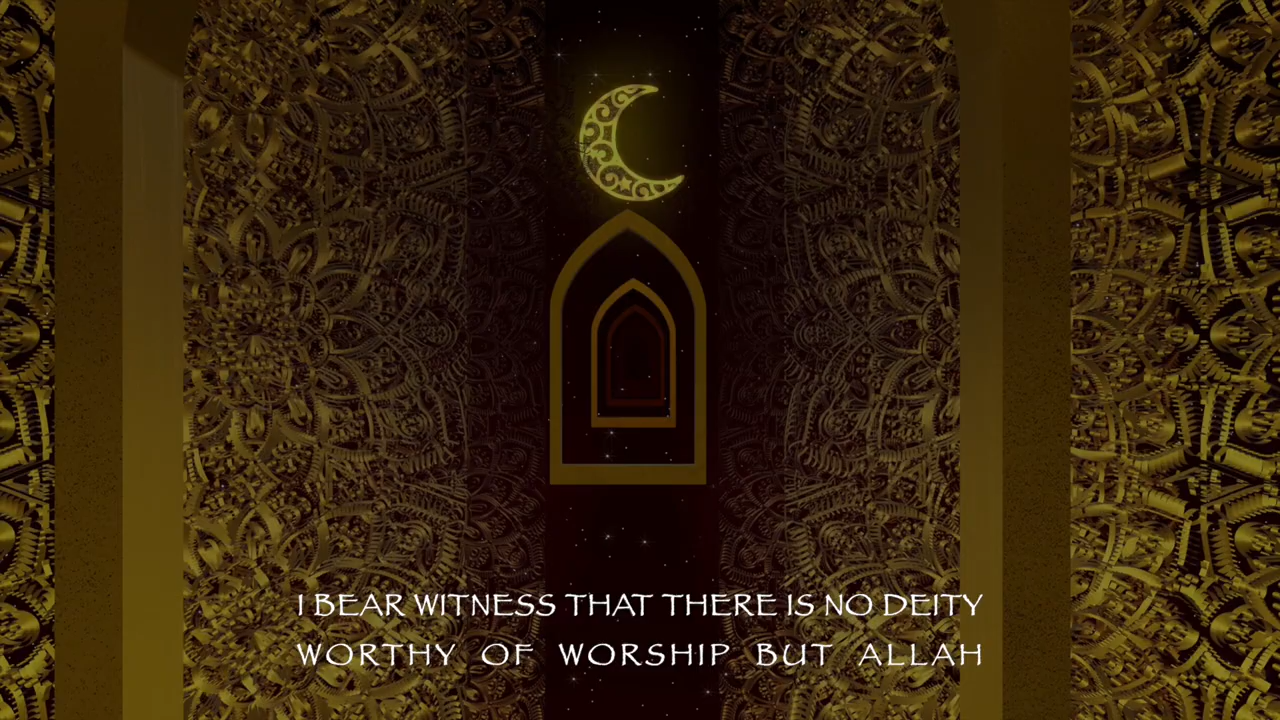 I BEAR WITNESS THAT THERE IS NO DEITY
WORTHY OF WORSHIP BUT ALLAH